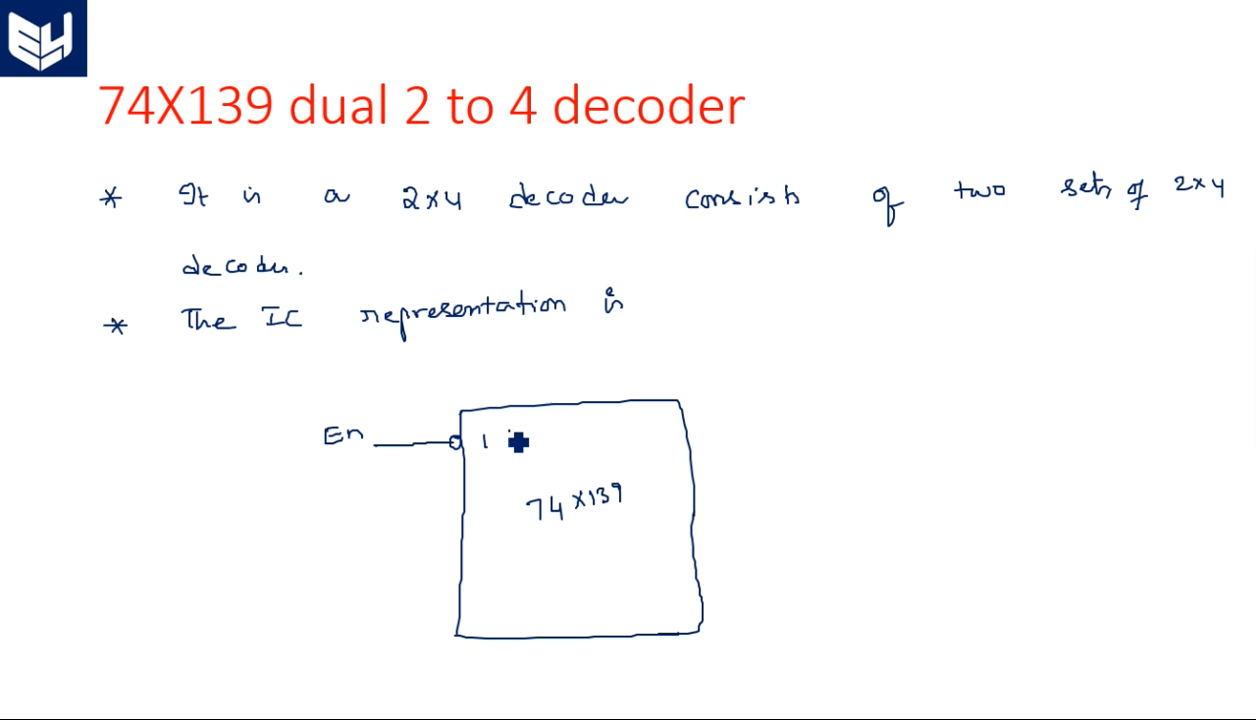 74X139 dual 2 to 4 decoder
* It is a 2x4 decoder consists of two sets of 2x4
decoder.
* The IC representation is
En
1
74x139